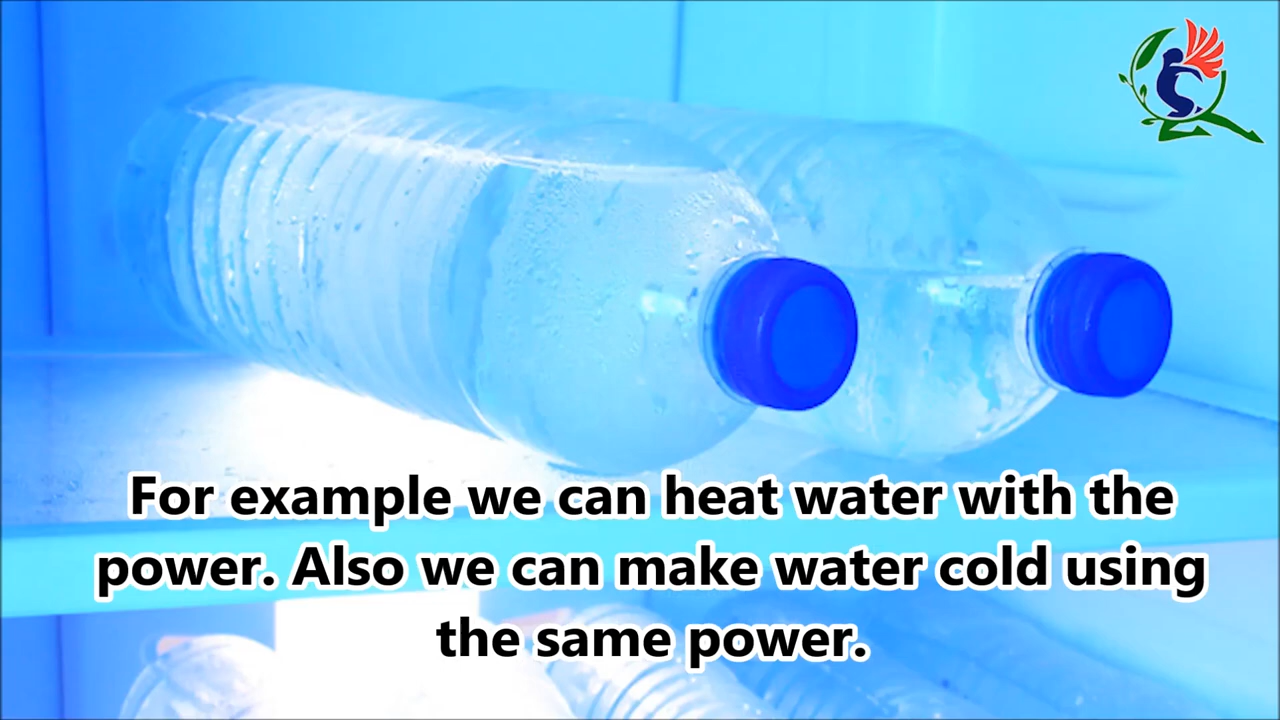 For example we can heat water with the
power. Also we can make water cold using
the same power.